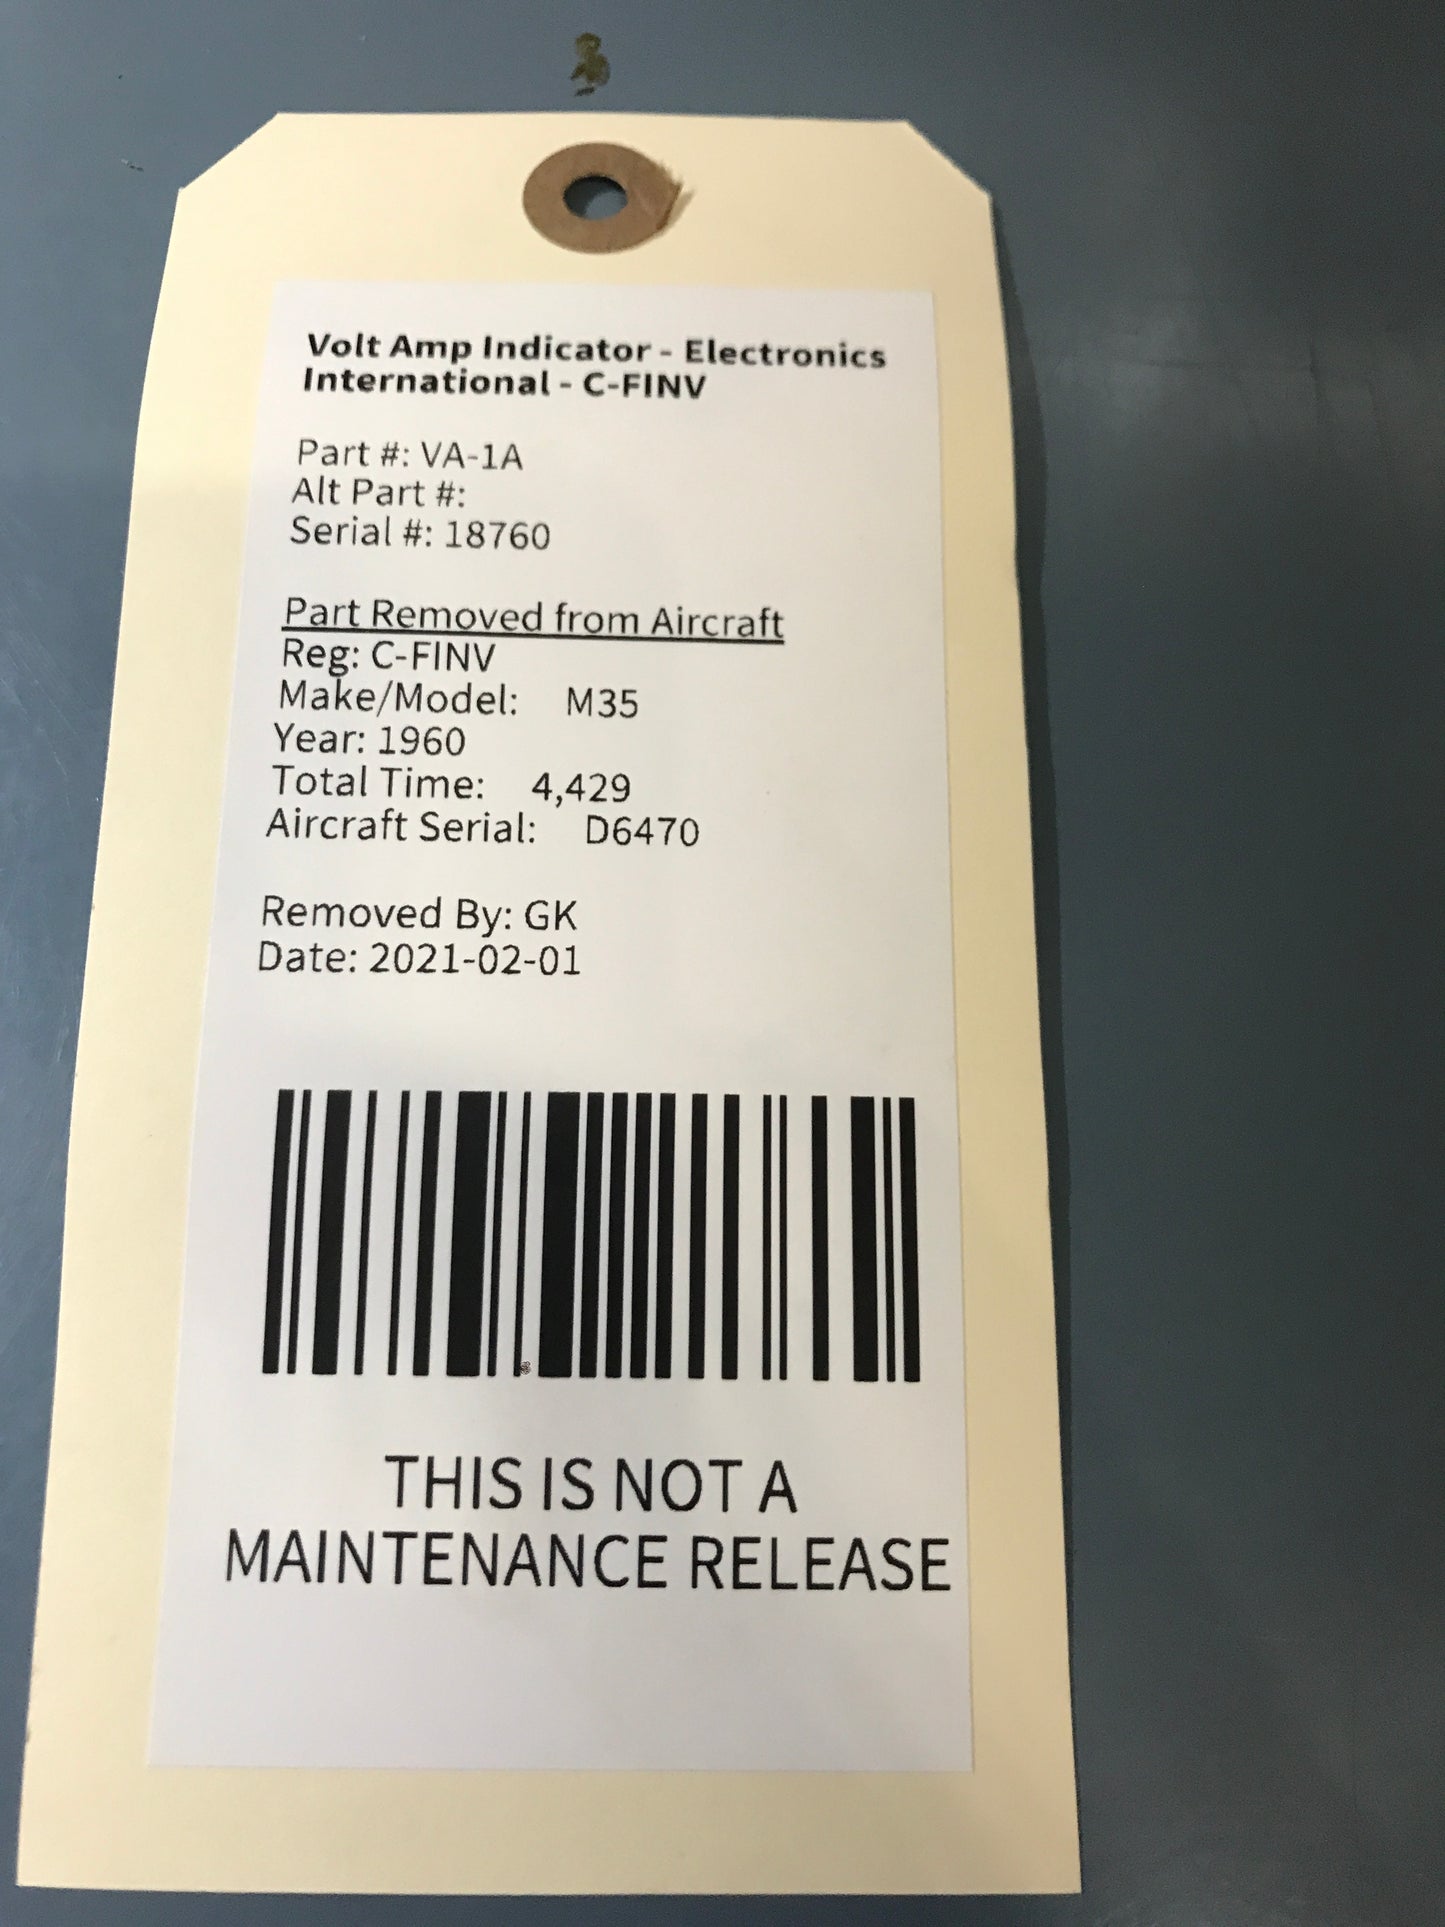 Volt Amp Indicator - Electronics
International - C-FINV
Part #: VA-1A
Alt Part #:
Serial #: 18760
Part Removed from Aircraft
Reg: C-FINV
Make/Model: M35
Year: 1960
Total Time: 4,429
Aircraft Serial: D6470
Removed By: GK
Date: 2021-02-01
THIS IS NOT A
MAINTENANCE RELEASE